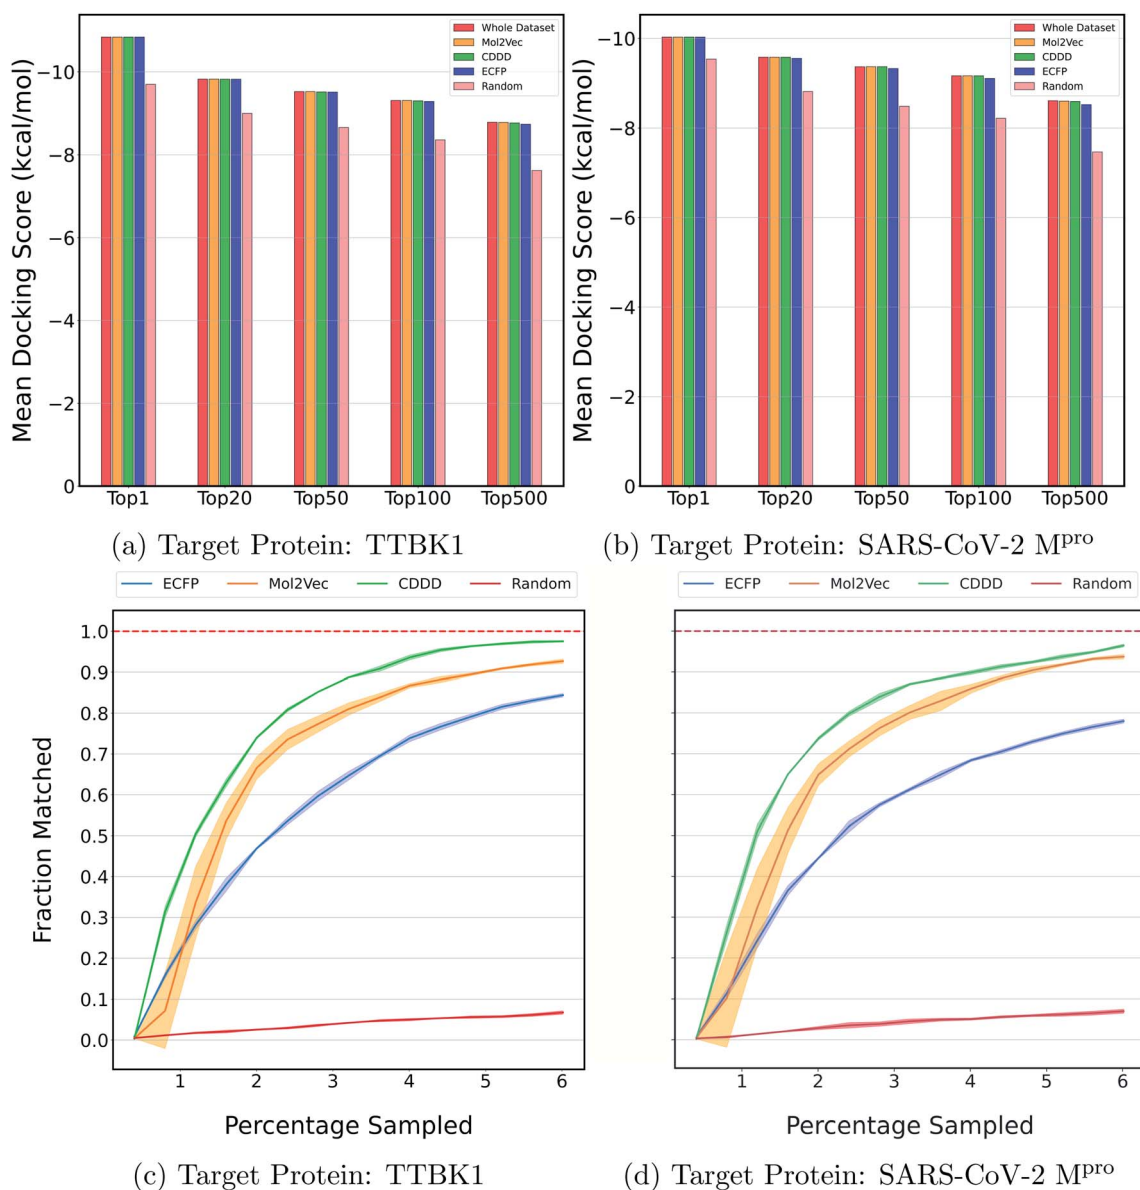 Mean Docking Score (kcal/mol)
−10
−8
−6
−4
−2
0
Whole Dataset
Mol2Vec
CDDD
ECFP
Random
Top1 Top20 Top50 Top100 Top500
(a) Target Protein: TTBK1
Mean Docking Score (kcal/mol)
−10
−8
−6
−4
−2
0
Whole Dataset
Mol2Vec
CDDD
ECFP
Random
Top1 Top20 Top50 Top100 Top500
(b) Target Protein: SARS-CoV-2 Mpro
ECFP Mol2Vec CDDD Random
Fraction Matched
1.0
0.9
0.8
0.7
0.6
0.5
0.4
0.3
0.2
0.1
0.0
1 2 3 4 5 6
Percentage Sampled
(c) Target Protein: TTBK1
ECFP Mol2Vec CDDD Random
1 2 3 4 5 6
Percentage Sampled
(d) Target Protein: SARS-CoV-2 Mpro